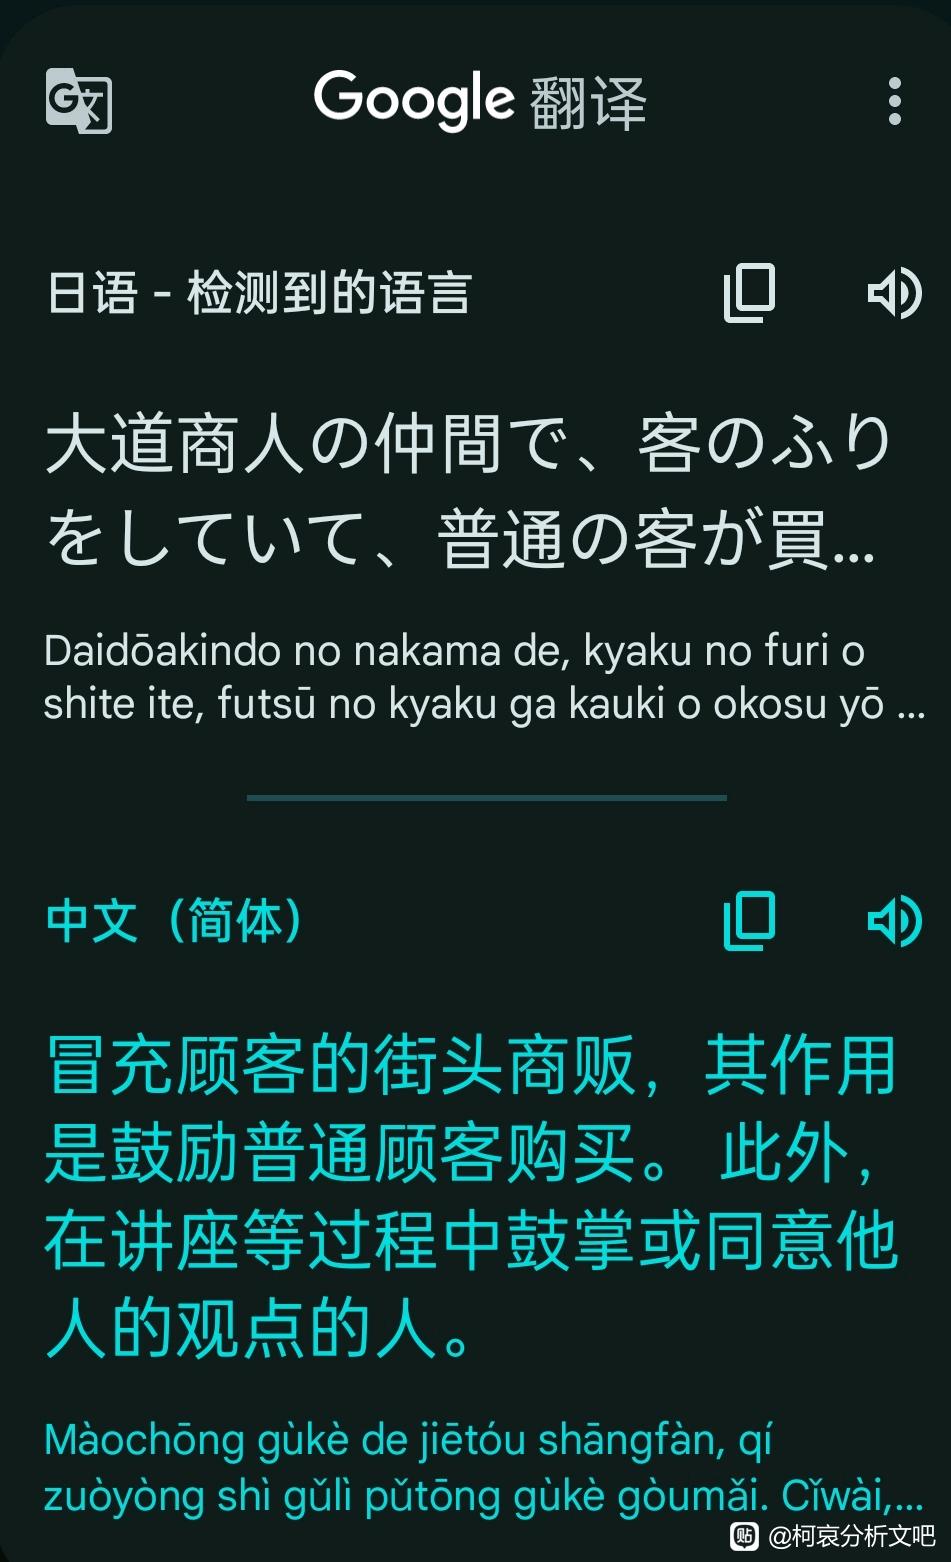 Google 翻译
日语 - 检测到的语言
大道商人の仲間で、客のふり
をしていて、普通の客が買...
Daidōakindo no nakama de, kyaku no furi o
shite ite, futsū no kyaku ga kauki o okosu yō ...
中文（简体）
冒充顾客的街头商贩，其作用
是鼓励普通顾客购买。 此外，
在讲座等过程中鼓掌或同意他
人的观点的人。
Màochōng gùkè de jiētóu shāngfàn, qí
zuòyòng shì gǔlì pǔtōng gùkè gòumǎi. Cǐwài,...
贴 @柯哀分析文吧